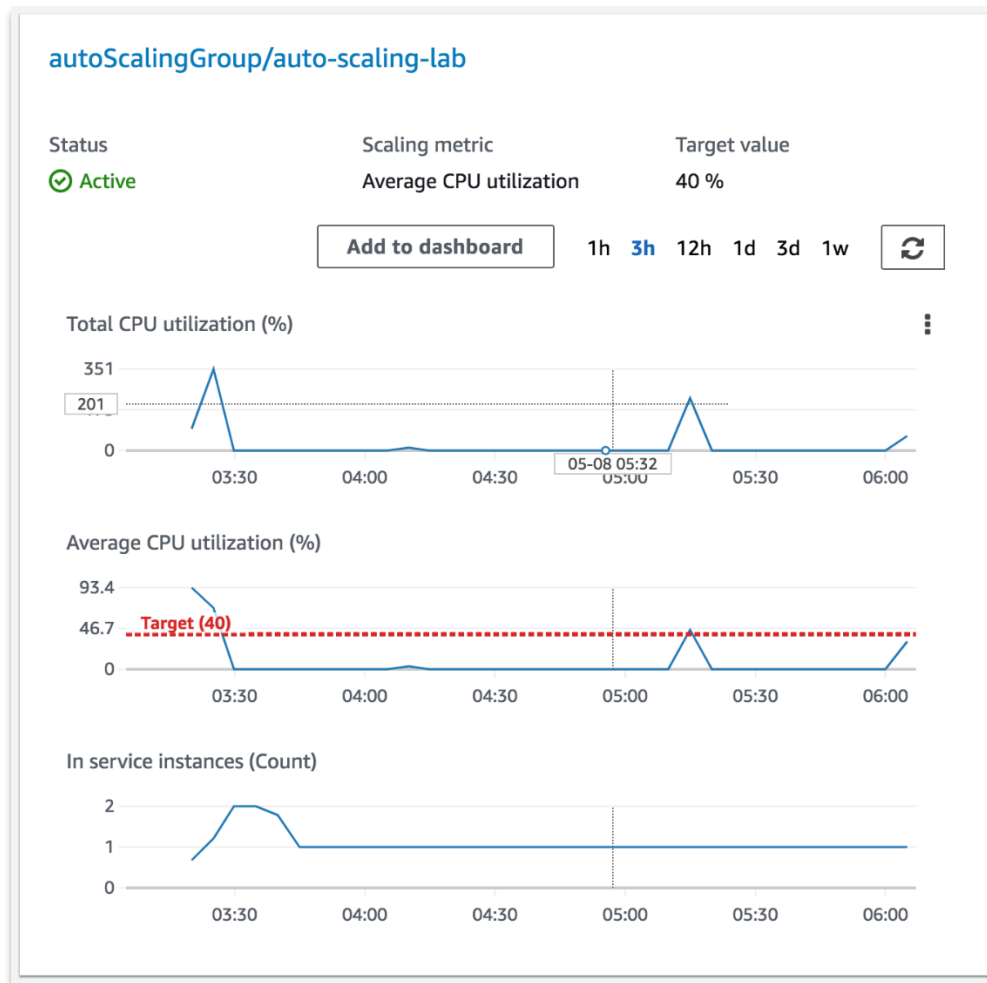 autoScalingGroup/auto-scaling-lab
Status Scaling metric Target value
Active Average CPU utilization 40 %
Add to dashboard 1h 3h 12h 1d 3d 1w
Total CPU utilization (%)
351
201
0
05-08 05:32
03:30 04:00 04:30 05:00 05:30 06:00
Average CPU utilization (%)
93.4
Target (40)
46.7
0
03:30 04:00 04:30 05:00 05:30 06:00
In service instances (Count)
2
1
0
03:30 04:00 04:30 05:00 05:30 06:00